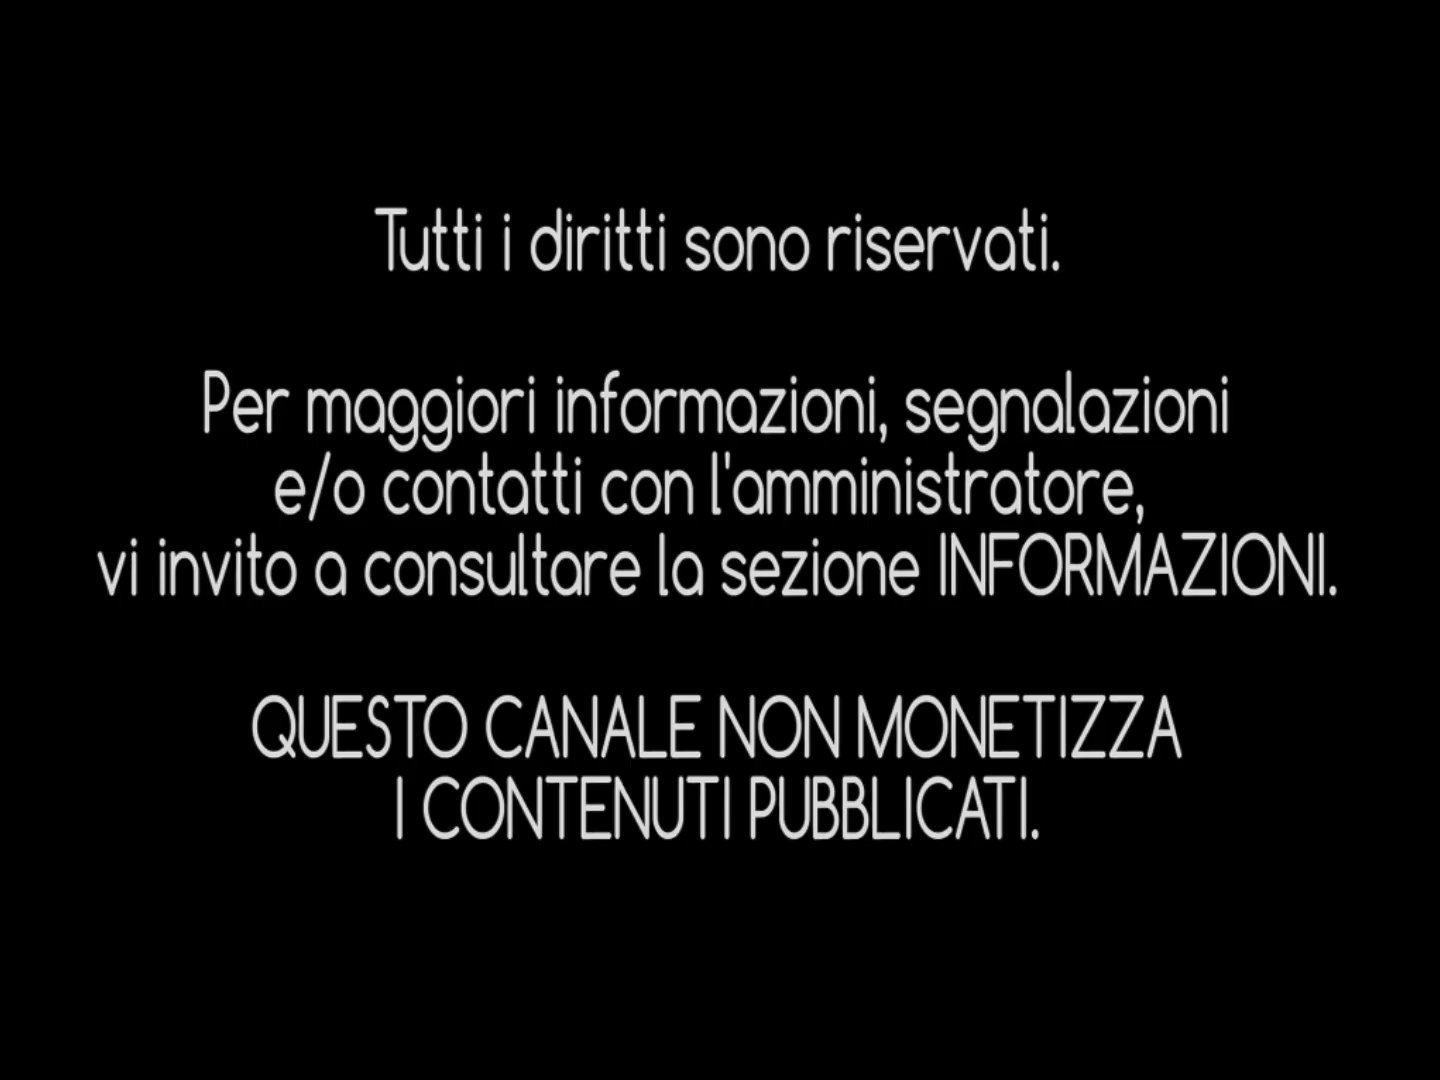 Tutti i diritti sono riservati.
Per maggiori informazioni, segnalazioni
e/o contatti con l'amministratore,
vi invito a consultare la sezione INFORMAZIONI.
QUESTO CANALE NON MONETIZZA
I CONTENUTI PUBBLICATI.